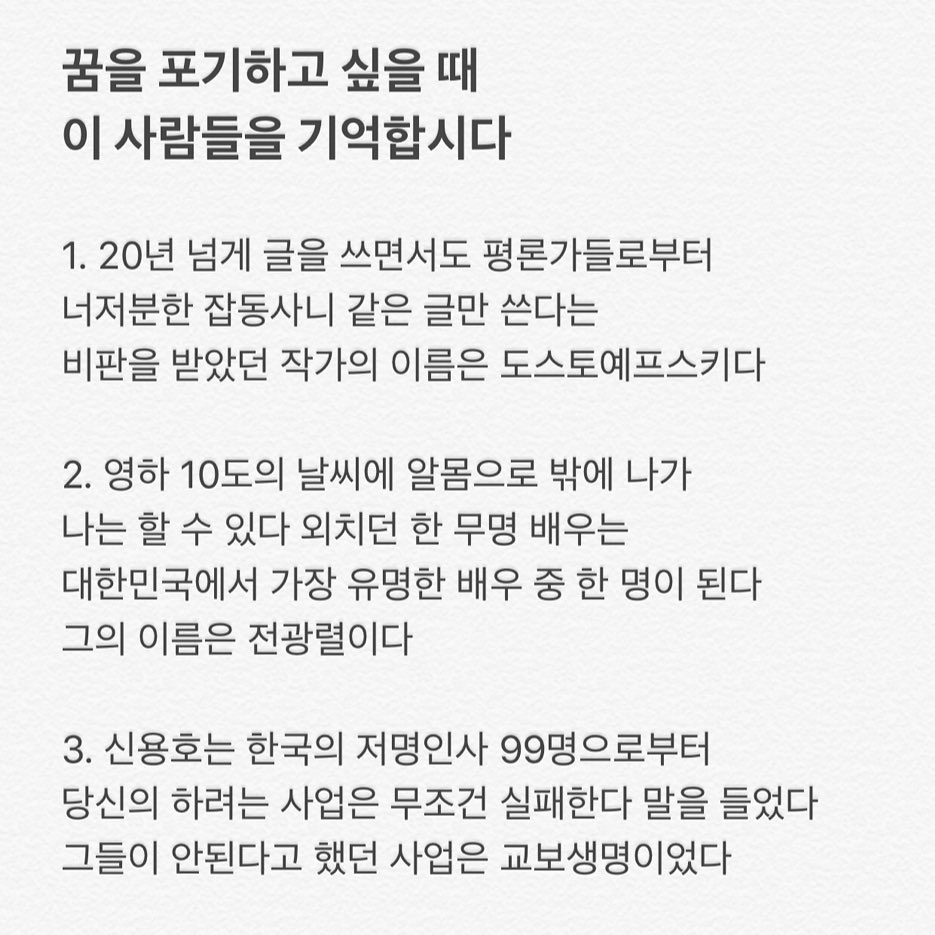 꿈을 포기하고 싶을 때
이 사람들을 기억합시다
1. 20년 넘게 글을 쓰면서도 평론가들로부터
너저분한 잡동사니 같은 글만 쓴다는
비판을 받았던 작가의 이름은 도스토예프스키다
2. 영하 10도의 날씨에 알몸으로 밖에 나가
나는 할 수 있다 외치던 한 무명 배우는
대한민국에서 가장 유명한 배우 중 한 명이 된다
그의 이름은 전광렬이다
3. 신용호는 한국의 저명인사 99명으로부터
당신의 하려는 사업은 무조건 실패한다 말을 들었다
그들이 안된다고 했던 사업은 교보생명이었다